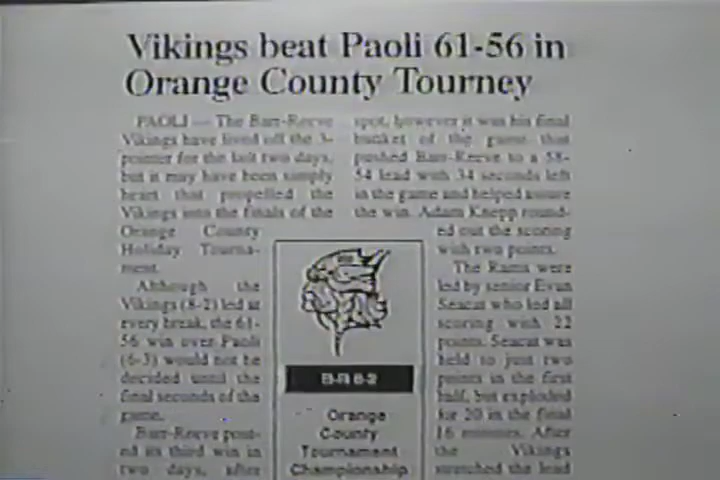 Vikings beat Paoli 61-56 in
Orange County Tourney
PAOLI — The Barr-Reeve
Vikings have lived off the 3-
pointer for the last two days,
but it may have been simply
heart that propelled the
Vikings into the finals of the
Orange County
Holiday Tourna-
ment.
Although the
Vikings (8-2) led at
every break, the 61-
56 win over Paoli
(6-3) would not be
decided until the
final seconds of the
game.
Barr-Reeve post-
ed its third win in
two days, after
B-R 8-2
Orange
County
Tournament
Championship
spot, however it was his final
bucket of the game that
pushed Barr-Reeve to a 58-
54 lead with 34 seconds left
in the game and helped assure
the win. Adam Knepp round-
ed out the scoring
with two points.
The Rams were
led by senior Evan
Seacat who led all
scoring with 22
points. Seacat was
held to just two
points in the first
half, but exploded
for 20 in the final
16 minutes. After
the Vikings
stretched the lead